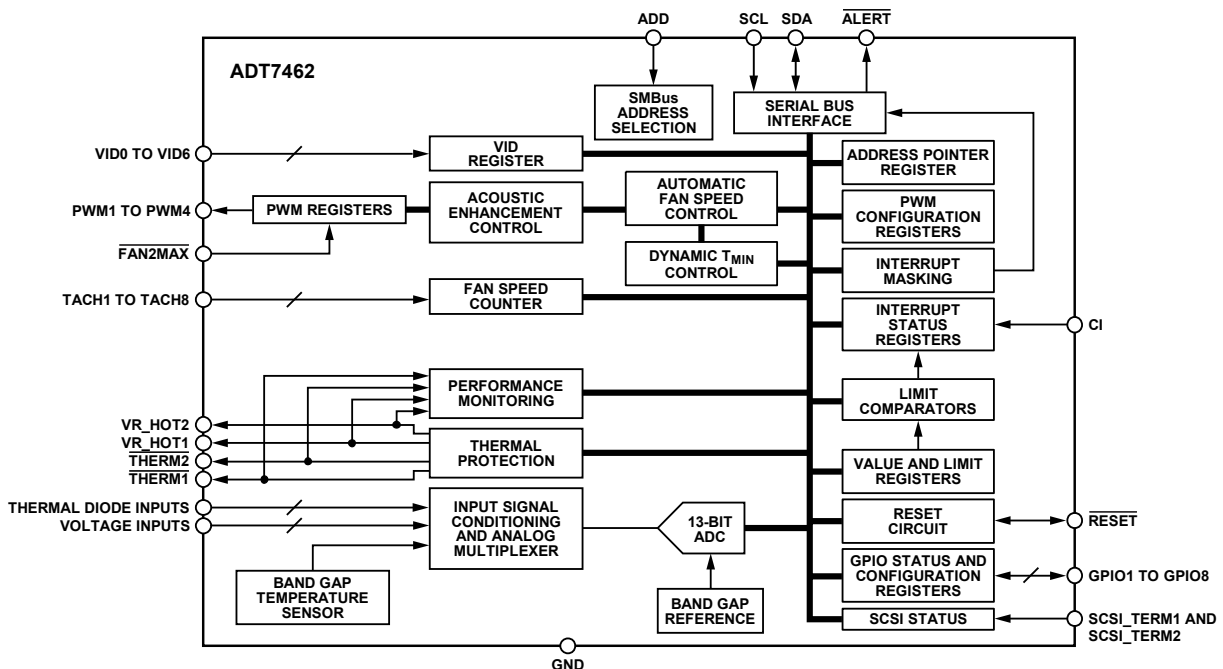 ADD
SCL
SDA
ALERT
ADT7462
SMBus
ADDRESS
SELECTION
SERIAL BUS
INTERFACE
VID0 TO VID6
VID
REGISTER
ADDRESS POINTER
REGISTER
PWM1 TO PWM4
PWM REGISTERS
ACOUSTIC
ENHANCEMENT
CONTROL
AUTOMATIC
FAN SPEED
CONTROL
PWM
CONFIGURATION
REGISTERS
FAN2MAX
DYNAMIC TMIN
CONTROL
INTERRUPT
MASKING
TACH1 TO TACH8
FAN SPEED
COUNTER
INTERRUPT
STATUS
REGISTERS
CI
PERFORMANCE
MONITORING
LIMIT
COMPARATORS
VR_HOT2
VR_HOT1
THERM2
THERM1
THERMAL
PROTECTION
VALUE AND LIMIT
REGISTERS
THERMAL DIODE INPUTS
VOLTAGE INPUTS
INPUT SIGNAL
CONDITIONING
AND ANALOG
MULTIPLEXER
13-BIT
ADC
RESET
CIRCUIT
RESET
BAND GAP
TEMPERATURE
SENSOR
BAND GAP
REFERENCE
GPIO STATUS AND
CONFIGURATION
REGISTERS
GPIO1 TO GPIO8
SCSI STATUS
SCSI_TERM1 AND
SCSI_TERM2
GND